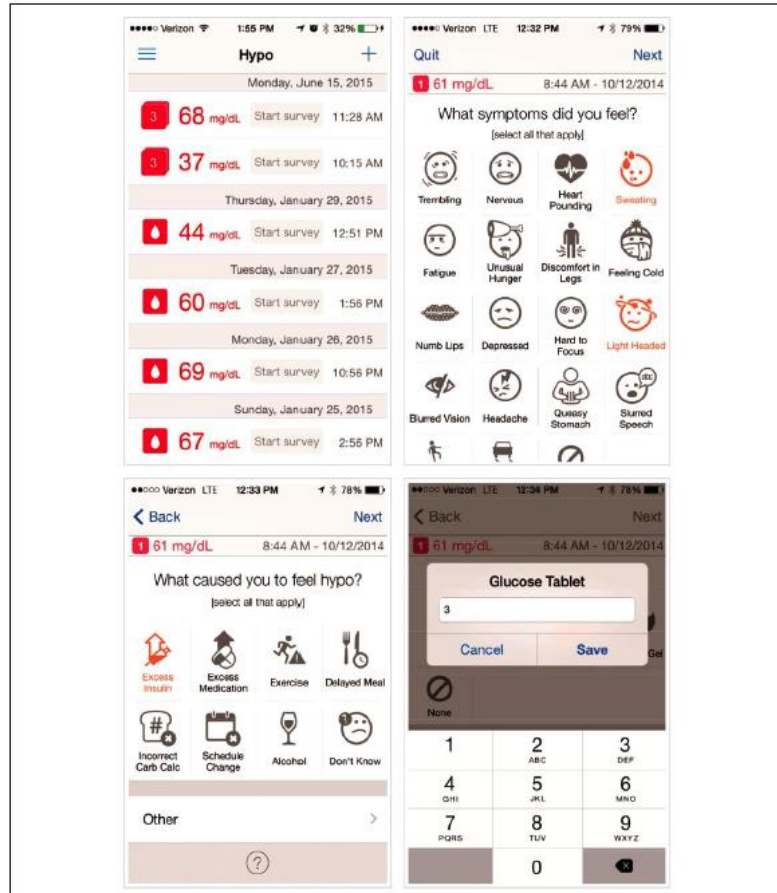 Verizon 1:55 PM 32%
Hypo +
Monday, June 15, 2015
3 68 mg/dL Start survey 11:28 AM
3 37 mg/dL Start survey 10:15 AM
Thursday, January 29, 2015
44 mg/dL Start survey 12:51 PM
Tuesday, January 27, 2015
60 mg/dL Start survey 1:56 PM
Monday, January 26, 2015
69 mg/dL Start survey 10:56 PM
Sunday, January 25, 2015
67 mg/dL Start survey 2:56 PM
Verizon LTE 12:32 PM 79%
Quit Next
1 61 mg/dL 8:44 AM - 10/12/2014
What symptoms did you feel?
[select all that apply]
Trembling Nervous Heart Pounding Sweating
Fatigue Unusual Hunger Discomfort in Legs Feeling Cold
Numb Lips Depressed Hard to Focus Light Headed
abc
Blurred Vision Headache Queasy Stomach Slurred Speech
Verizon LTE 12:33 PM 78%
< Back Next
1 61 mg/dL 8:44 AM - 10/12/2014
What caused you to feel hypo?
[select all that apply]
Excess Insulin Excess Medication Exercise Delayed Meal
#
Incorrect Carb Calc Schedule Change Alcohol Don't Know
Other >
?
Verizon LTE 12:34 PM 78%
< Back Next
1 61 mg/dL 8:44 AM - 10/12/2014
Glucose Tablet
3
Cancel Save
Gel
None
1 2 3
ABC DEF
4 5 6
GHI JKL MNO
7 8 9
PQRS TUV WXYZ
0